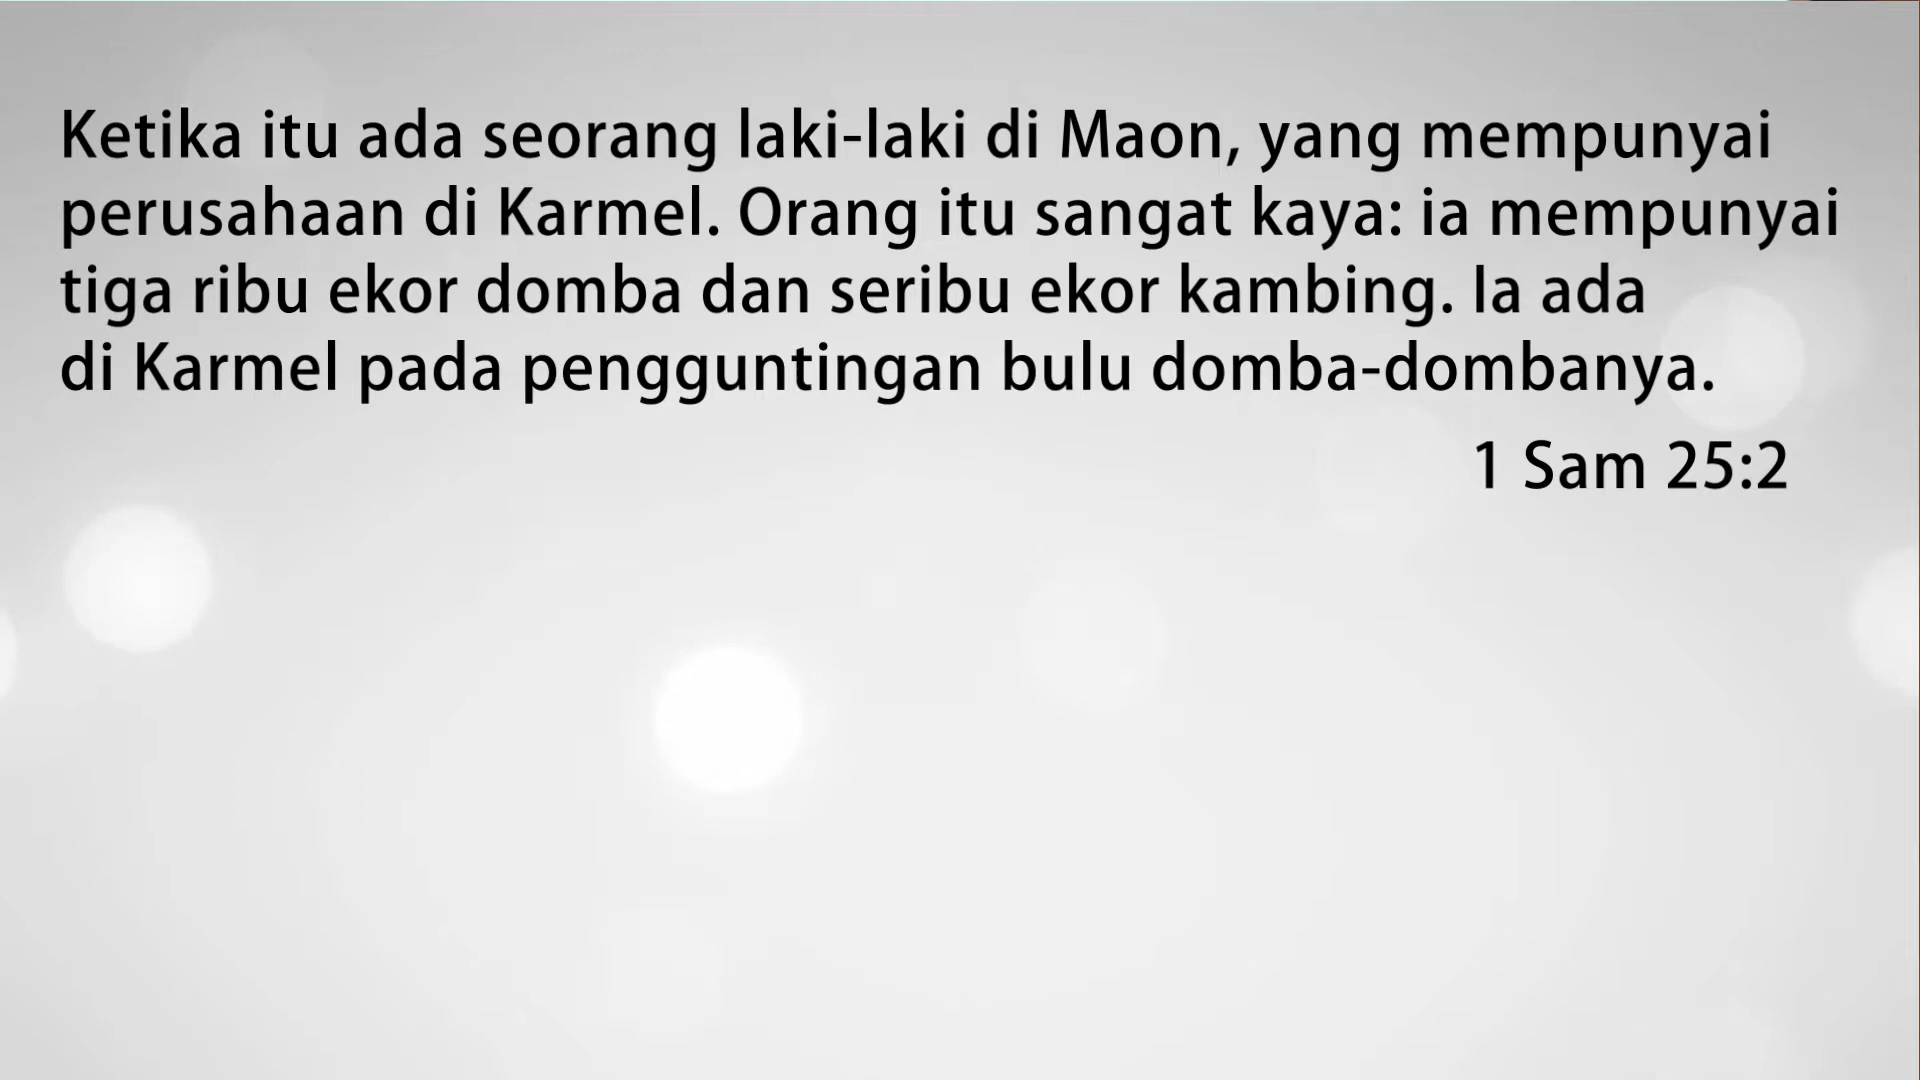 Ketika itu ada seorang laki-laki di Maon, yang mempunyai
perusahaan di Karmel. Orang itu sangat kaya: ia mempunyai
tiga ribu ekor domba dan seribu ekor kambing. Ia ada
di Karmel pada pengguntingan bulu domba-dombanya.
1 Sam 25:2